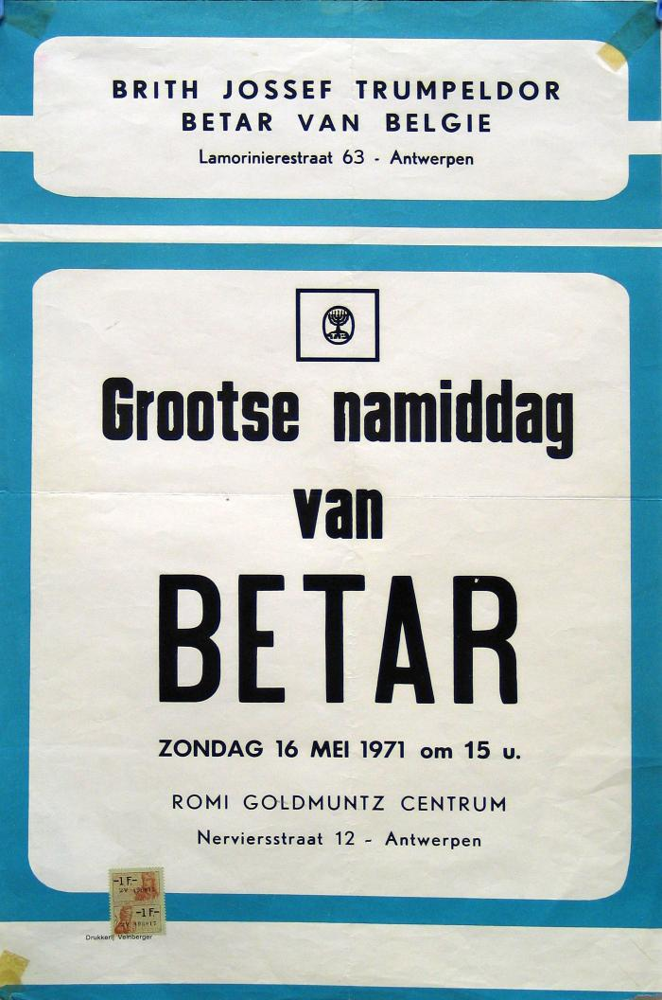 BRITH JOSSEF TRUMPELDOR
BETAR VAN BELGIE
Lamorinierestraat 63 - Antwerpen
Grootse namiddag
van
BETAR
ZONDAG 16 MEI 1971 om 15 u.
ROMI GOLDMUNTZ CENTRUM
Nerviersstraat 12 - Antwerpen
-1 F.-
-1 F.-
Drukkerij Veinberger